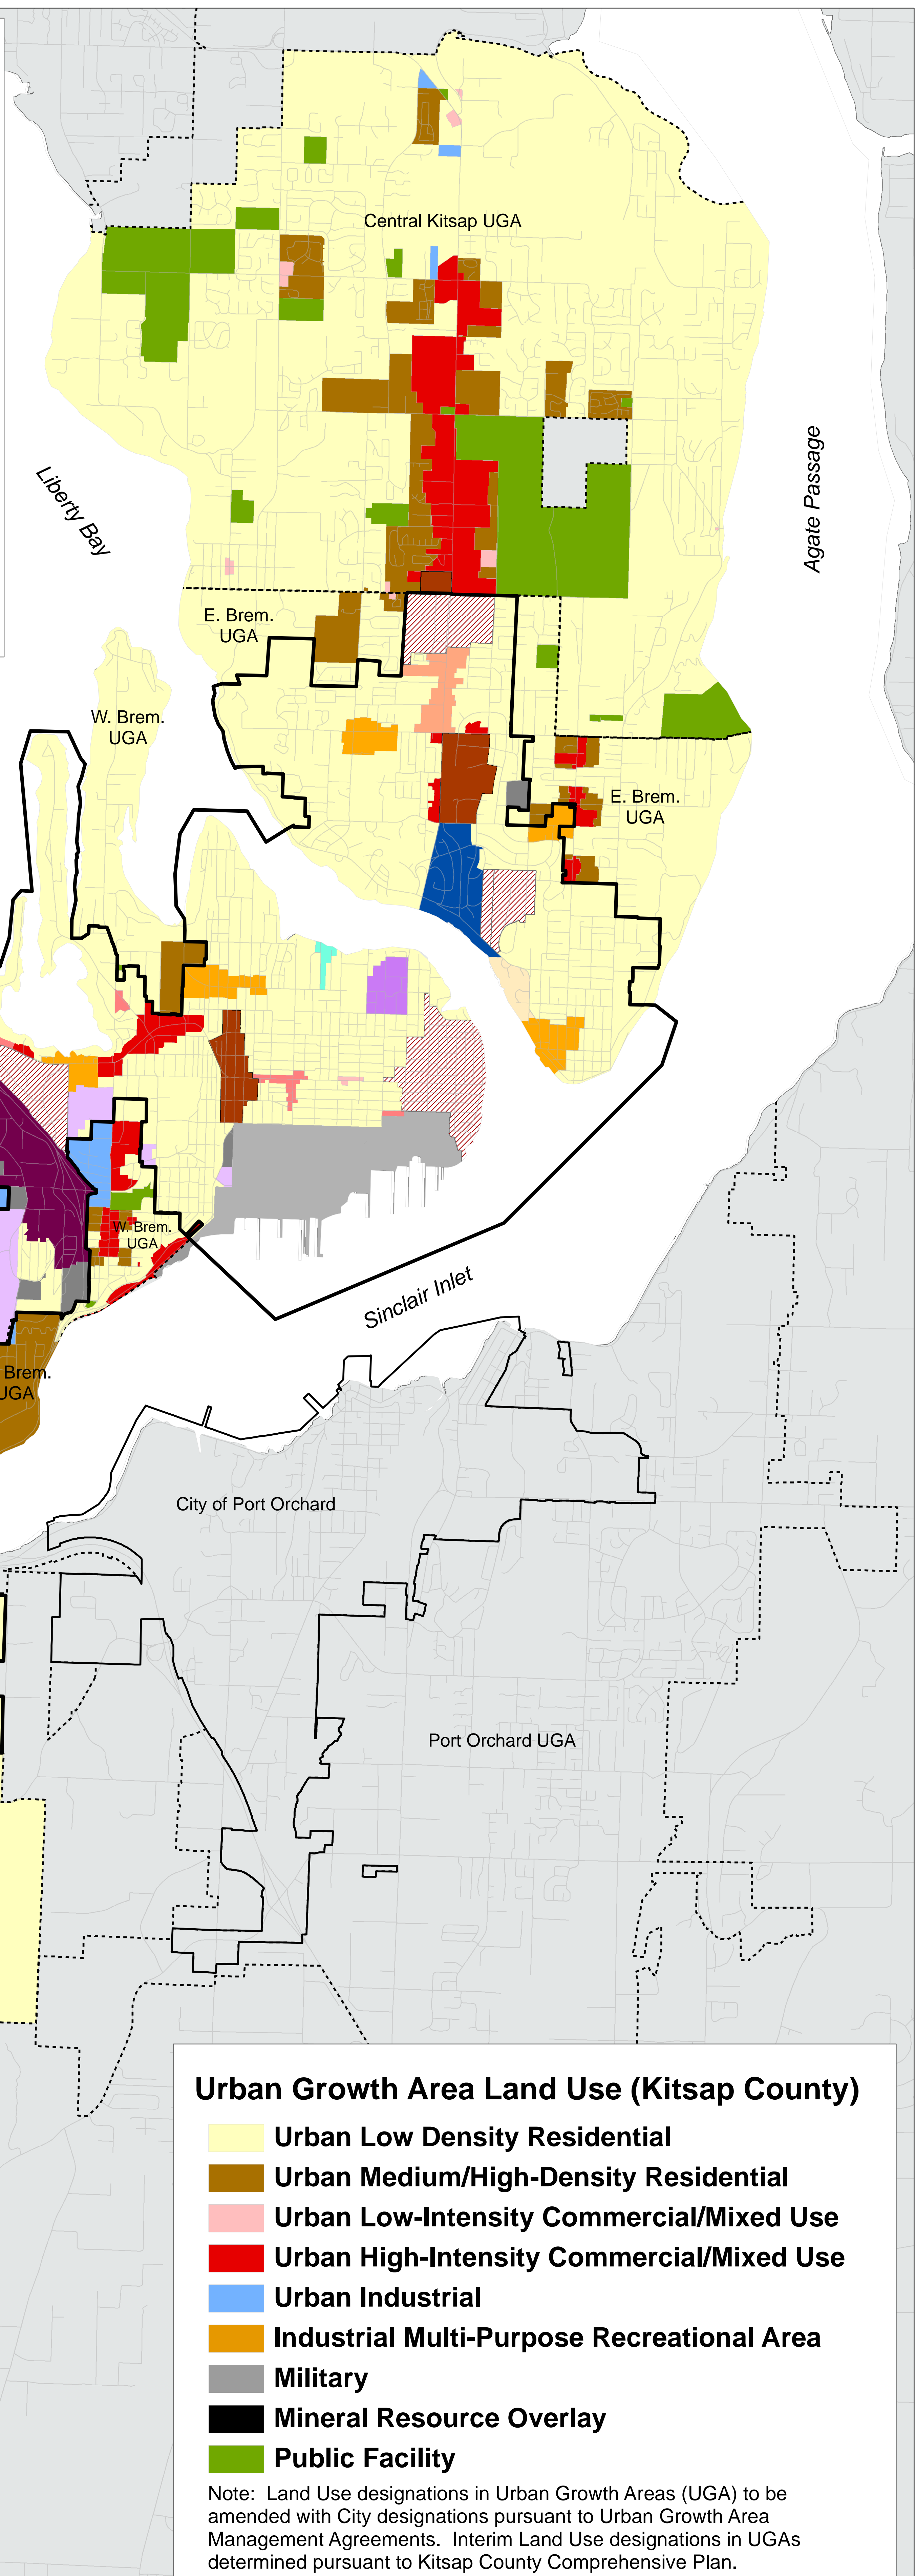 Central Kitsap UGA
Liberty Bay
Agate Passage
E. Brem.
UGA
W. Brem.
UGA
E. Brem.
UGA
W. Brem.
UGA
Sinclair Inlet
Brem.
UGA
City of Port Orchard
Port Orchard UGA
Urban Growth Area Land Use (Kitsap County)
Urban Low Density Residential
Urban Medium/High-Density Residential
Urban Low-Intensity Commercial/Mixed Use
Urban High-Intensity Commercial/Mixed Use
Urban Industrial
Industrial Multi-Purpose Recreational Area
Military
Mineral Resource Overlay
Public Facility
Note: Land Use designations in Urban Growth Areas (UGA) to be
amended with City designations pursuant to Urban Growth Area
Management Agreements. Interim Land Use designations in UGAs
determined pursuant to Kitsap County Comprehensive Plan.